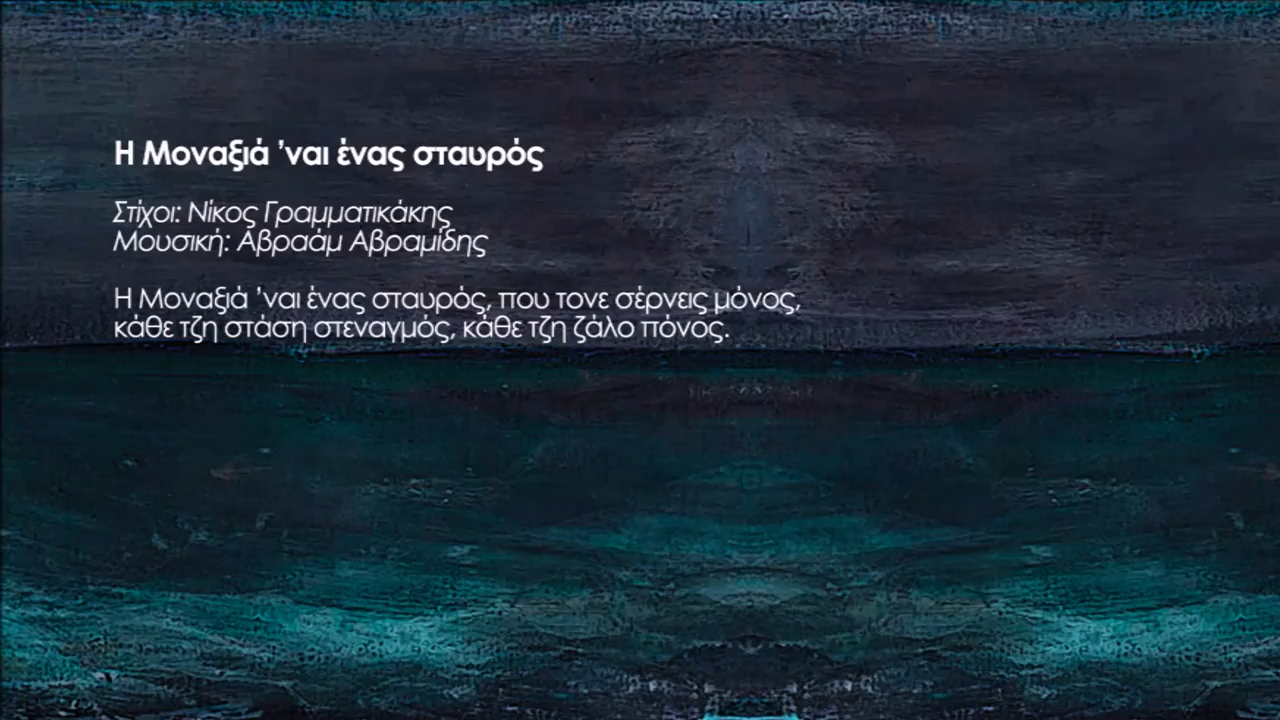 Η Μοναξιά ’ναι ένας σταυρός
Στίχοι: Νίκος Γραμματικάκης
Μουσική: Αβραάμ Αβραμίδης
Η Μοναξιά ’ναι ένας σταυρός, που τονε σέρνεις μόνος,
κάθε τζη στάση στεναγμός, κάθε τζη ζάλο πόνος.